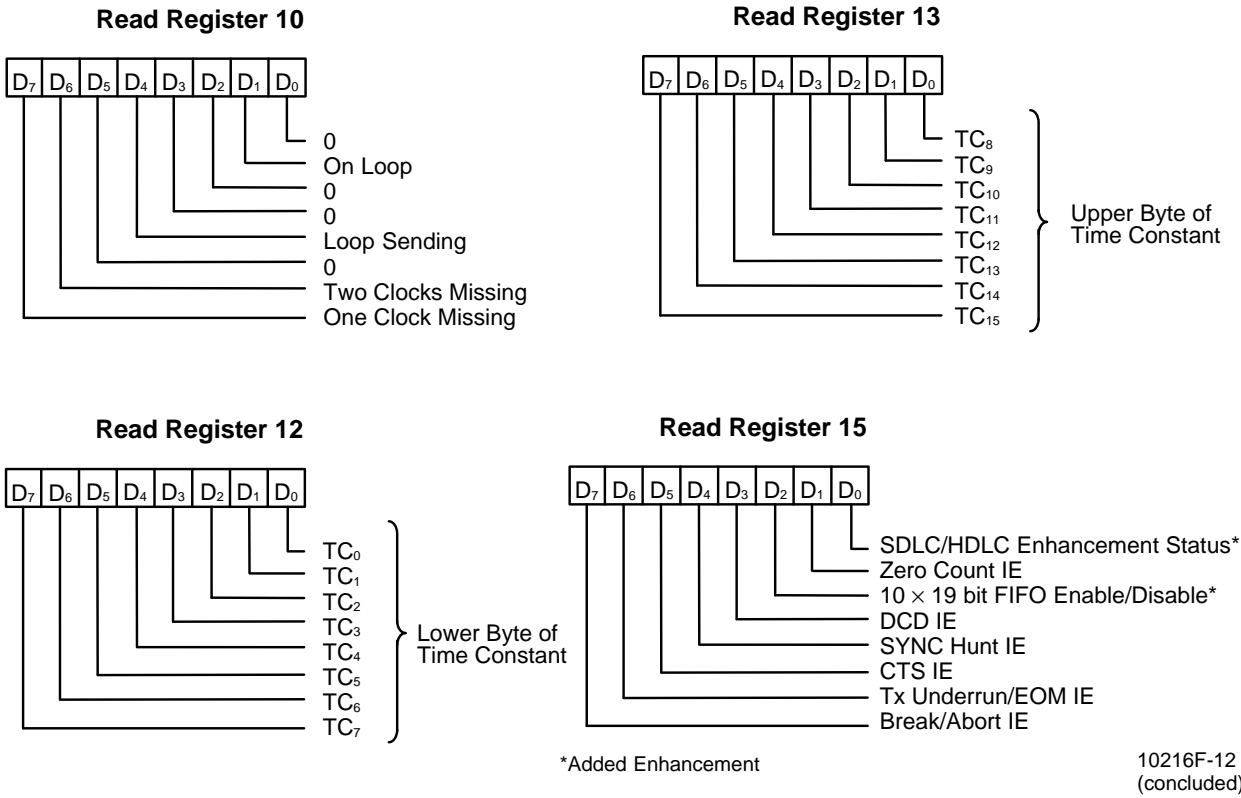 Read Register 10
D₇ D₆ D₅ D₄ D₃ D₂ D₁ D₀
0
On Loop
0
0
Loop Sending
0
Two Clocks Missing
One Clock Missing
Read Register 13
D₇ D₆ D₅ D₄ D₃ D₂ D₁ D₀
TC₈
TC₉
TC₁₀
TC₁₁
TC₁₂
TC₁₃
TC₁₄
TC₁₅
Upper Byte of
Time Constant
Read Register 12
D₇ D₆ D₅ D₄ D₃ D₂ D₁ D₀
TC₀
TC₁
TC₂
TC₃
TC₄
TC₅
TC₆
TC₇
Lower Byte of
Time Constant
Read Register 15
D₇ D₆ D₅ D₄ D₃ D₂ D₁ D₀
SDLC/HDLC Enhancement Status*
Zero Count IE
10 × 19 bit FIFO Enable/Disable*
DCD IE
SYNC Hunt IE
CTS IE
Tx Underrun/EOM IE
Break/Abort IE
*Added Enhancement
10216F-12
(concluded)